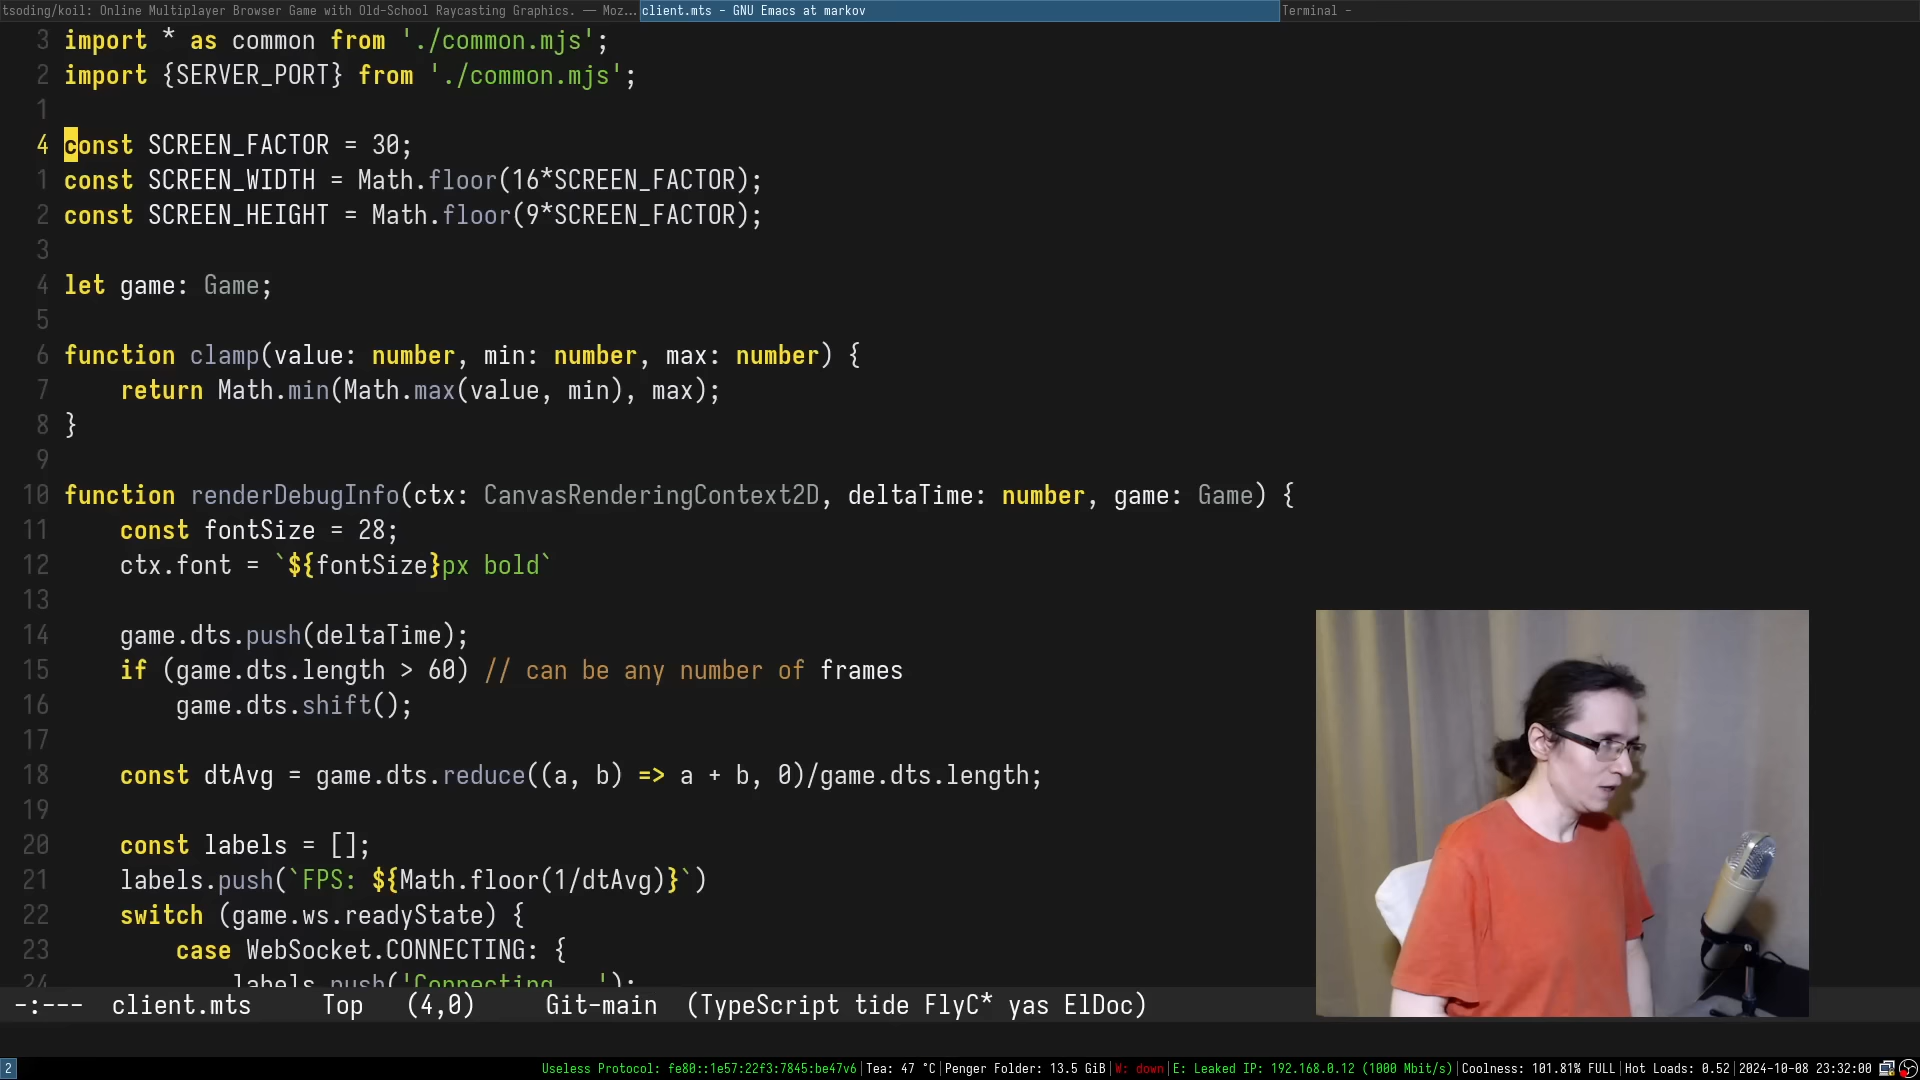 tsoding/koil: Online Multiplayer Browser Game with Old-School Raycasting Graphics. — Moz... client.mts - GNU Emacs at markov Terminal -
3 import * as common from './common.mjs';
2 import {SERVER_PORT} from './common.mjs';
1
4 const SCREEN_FACTOR = 30;
1 const SCREEN_WIDTH = Math.floor(16*SCREEN_FACTOR);
2 const SCREEN_HEIGHT = Math.floor(9*SCREEN_FACTOR);
3
4 let game: Game;
5
6 function clamp(value: number, min: number, max: number) {
7     return Math.min(Math.max(value, min), max);
8 }
9
10 function renderDebugInfo(ctx: CanvasRenderingContext2D, deltaTime: number, game: Game) {
11     const fontSize = 28;
12     ctx.font = `${fontSize}px bold`
13
14     game.dts.push(deltaTime);
15     if (game.dts.length > 60) // can be any number of frames
16         game.dts.shift();
17
18     const dtAvg = game.dts.reduce((a, b) => a + b, 0)/game.dts.length;
19
20     const labels = [];
21     labels.push(`FPS: ${Math.floor(1/dtAvg)}`)
22     switch (game.ws.readyState) {
23         case WebSocket.CONNECTING: {
24             labels.push('Connecting...');
-:--- client.mts Top (4,0) Git-main (TypeScript tide FlyC* yas ElDoc)
2 Useless Protocol: fe80::1e57:22f3:7845:be47v6|Tea: 47 °C|Penger Folder: 13.5 GiB|W: down|E: Leaked IP: 192.168.0.12 (1000 Mbit/s)|Coolness: 101.81% FULL|Hot Loads: 0.52|2024-10-08 23:32:00